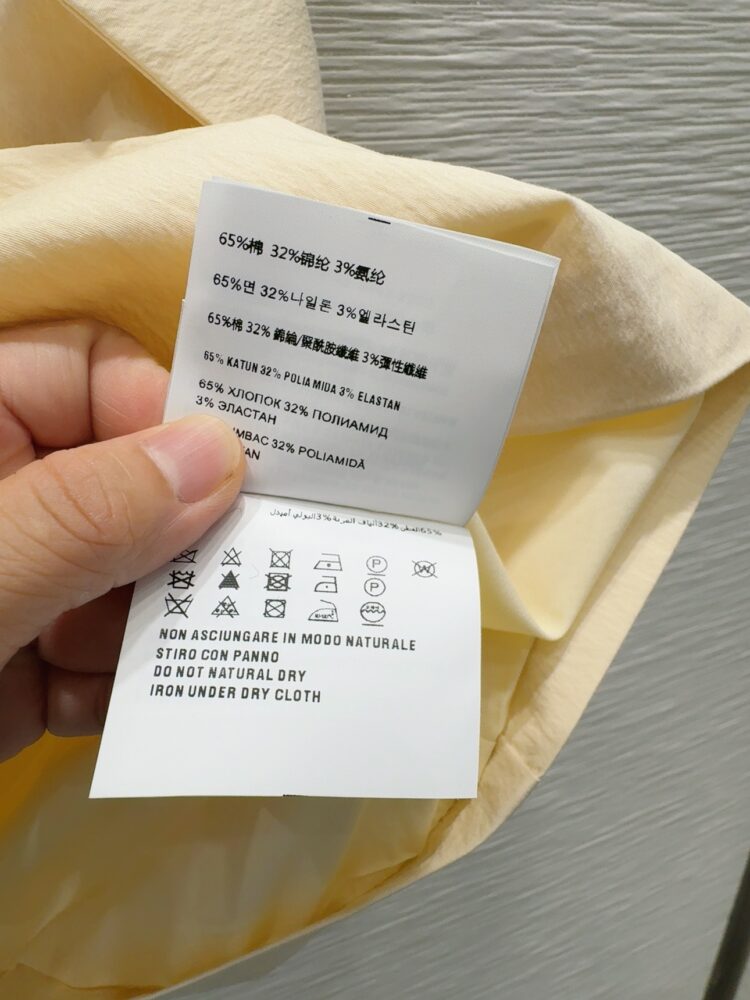 65%棉 32%锦纶 3%氨纶
65%면 32%나일론 3%엘라스틴
65%棉 32% 錦綸/聚酰胺纖維 3%彈性纖維
65% KATUN 32% POLIAMIDA 3% ELASTAN
65% ХЛОПОК 32% ПОЛИАМИД
3% ЭЛАСТАН
32% POLIAMIDĂ
P
W
P
NON ASCIUNGARE IN MODO NATURALE
STIRO CON PANNO
DO NOT NATURAL DRY
IRON UNDER DRY CLOTH